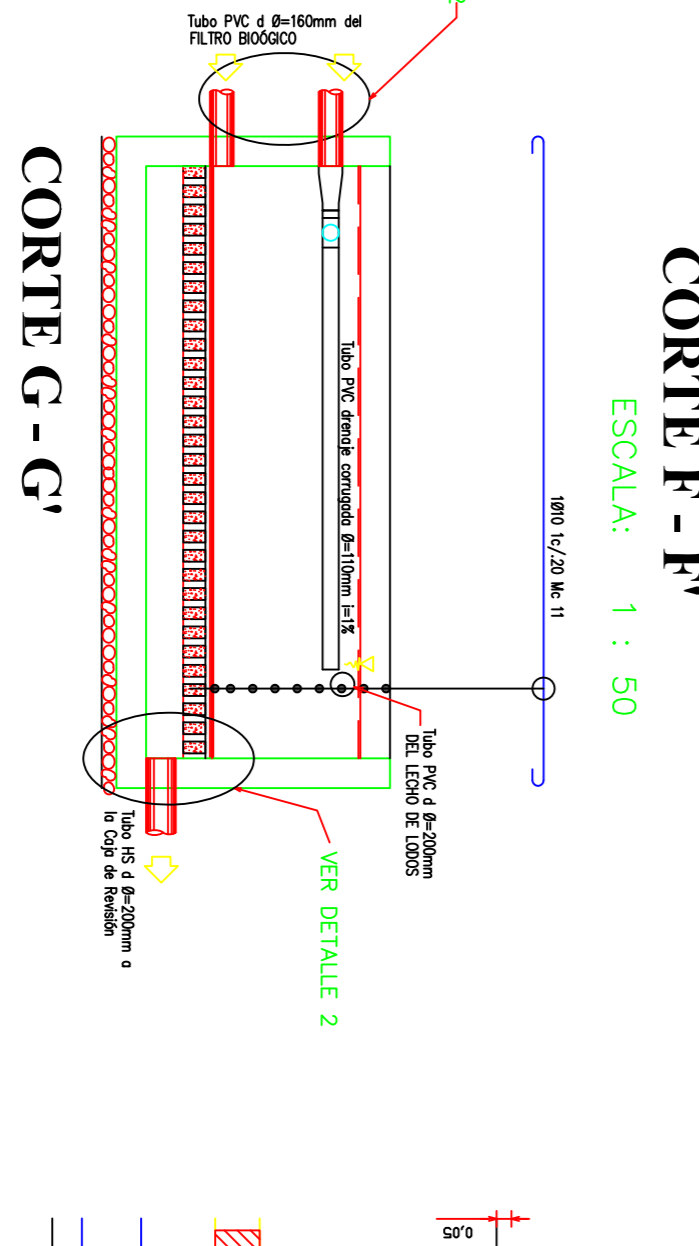 Tubo PVC d Ø=160mm del
FILTRO BIOÓGICO
CORTE F - F'
ESCALA: 1 : 50
1Ø10 1c/.20 Mc 11
Tubo PVC drenaje corrugada Ø=110mm i=1%
Tubo PVC d Ø=200mm
DEL LECHO DE LODOS
VER DETALLE 2
Tubo HS d Ø=200mm a
la Caja de Revisión
CORTE G - G'
0,05